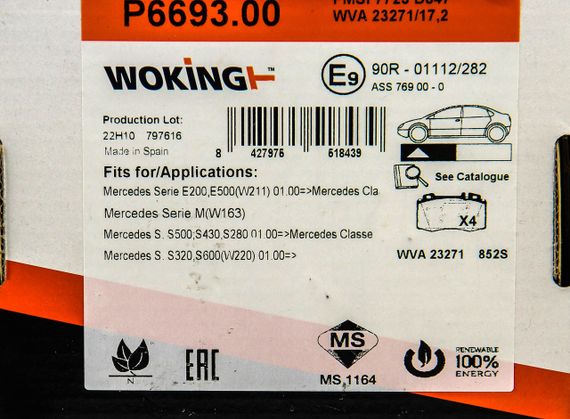 P6693.00
WVA 23271/17,2
WOKING™
E9
90R - 01112/282
ASS 769 00 - 0
Production Lot:
22H10 797616
Made in Spain
8 427975 518439
Fits for/Applications:
See Catalogue
Mercedes Serie E200,E500(W211) 01.00=>Mercedes Cla
Mercedes Serie M(W163)
X4
Mercedes S. S500,S430,S280 01.00=>Mercedes Classe
Mercedes S. S320,S600(W220) 01.00=>
WVA 23271 852S
N
EAC
MS
MS 1164
RENEWABLE
100%
ENERGY